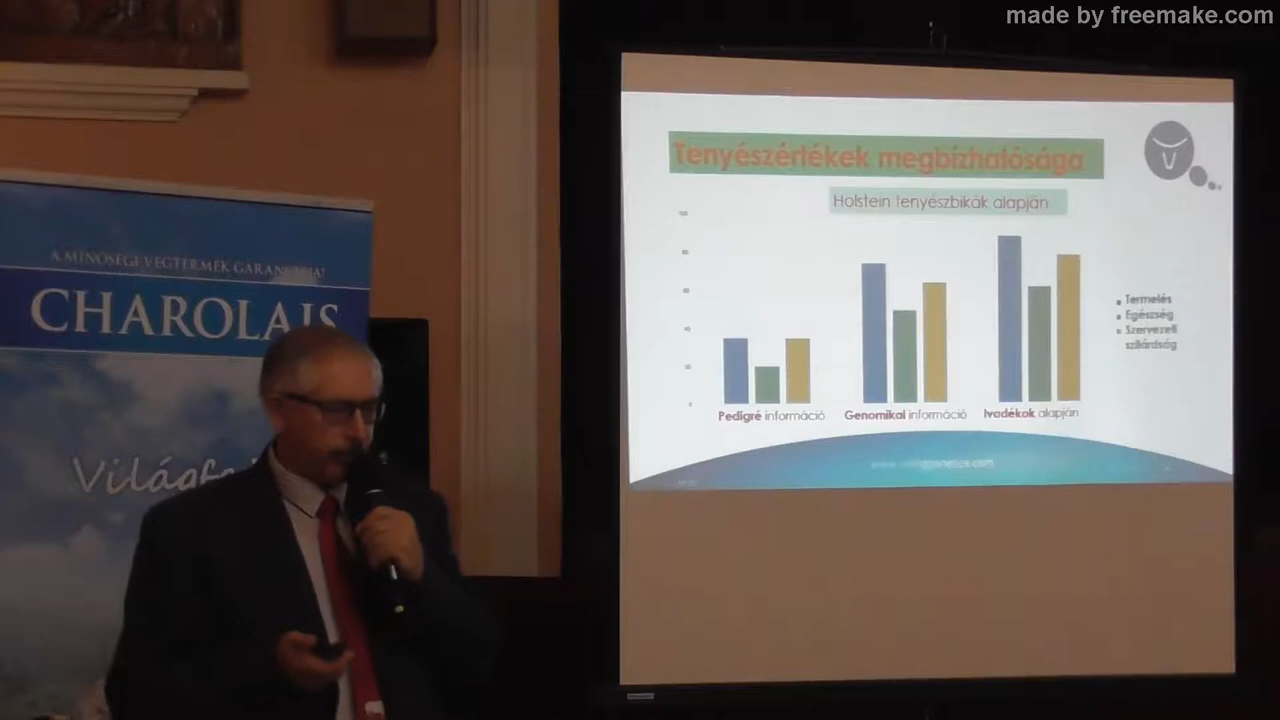 made by freemake.com
A MINŐSÉGI VÉGTERMÉK
CHAROLAIS
Tenyészértékek megbízhatósága
Holstein tenyészbikák alapján
Termelés
Egészség
Szervezeti
szilárdság
Pedigré információ
Genomikai információ
Ivadékok alapján